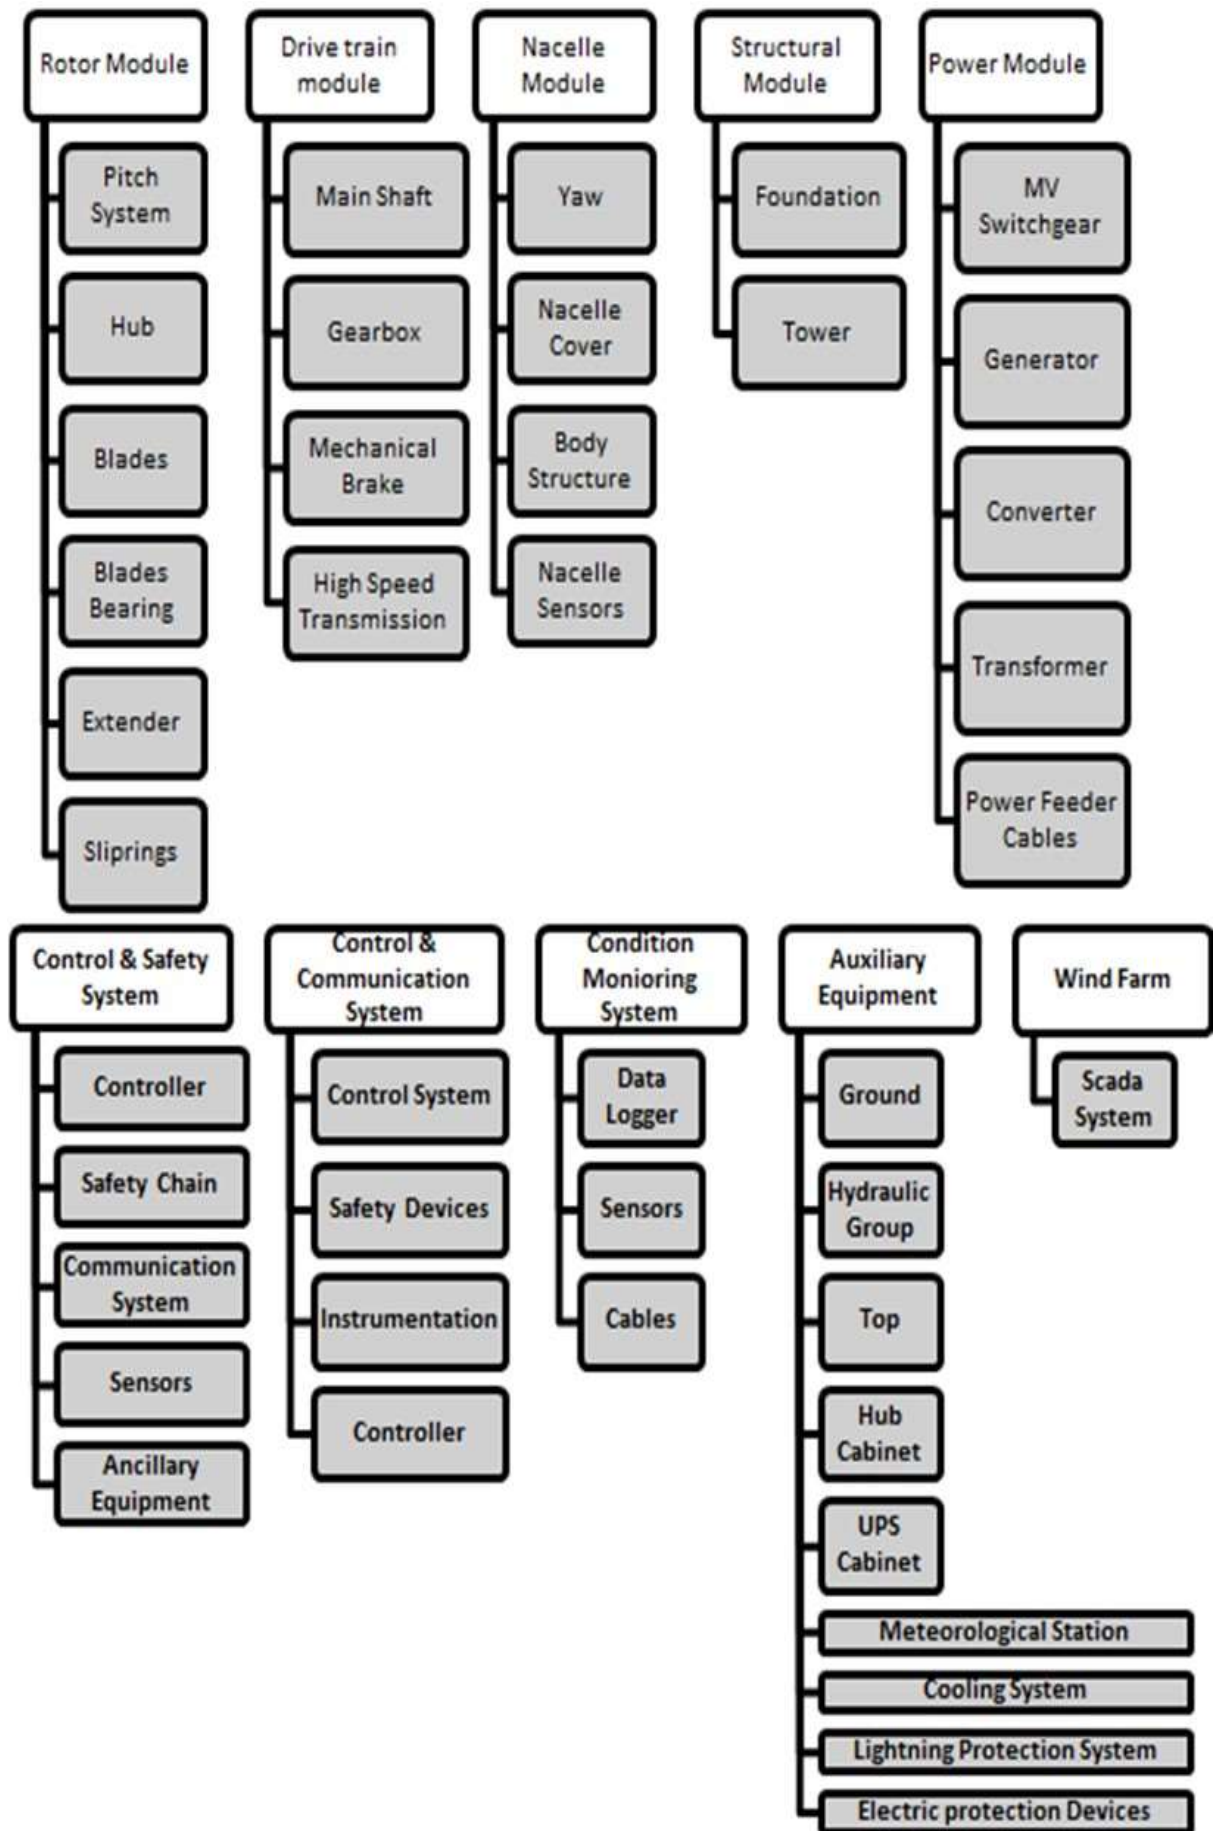 Rotor Module
Pitch
System
Hub
Blades
Blades
Bearing
Extender
Sliprings
Drive train
module
Main Shaft
Gearbox
Mechanical
Brake
High Speed
Transmission
Nacelle
Module
Yaw
Nacelle
Cover
Body
Structure
Nacelle
Sensors
Structural
Module
Foundation
Tower
Power Module
MV
Switchgear
Generator
Converter
Transformer
Power Feeder
Cables
Control & Safety
System
Controller
Safety Chain
Communication
System
Sensors
Ancillary
Equipment
Control &
Communication
System
Control System
Safety Devices
Instrumentation
Controller
Condition
Monioring
System
Data
Logger
Sensors
Cables
Auxiliary
Equipment
Ground
Hydraulic
Group
Top
Hub
Cabinet
UPS
Cabinet
Meteorological Station
Cooling System
Lightning Protection System
Electric protection Devices
Wind Farm
Scada
System